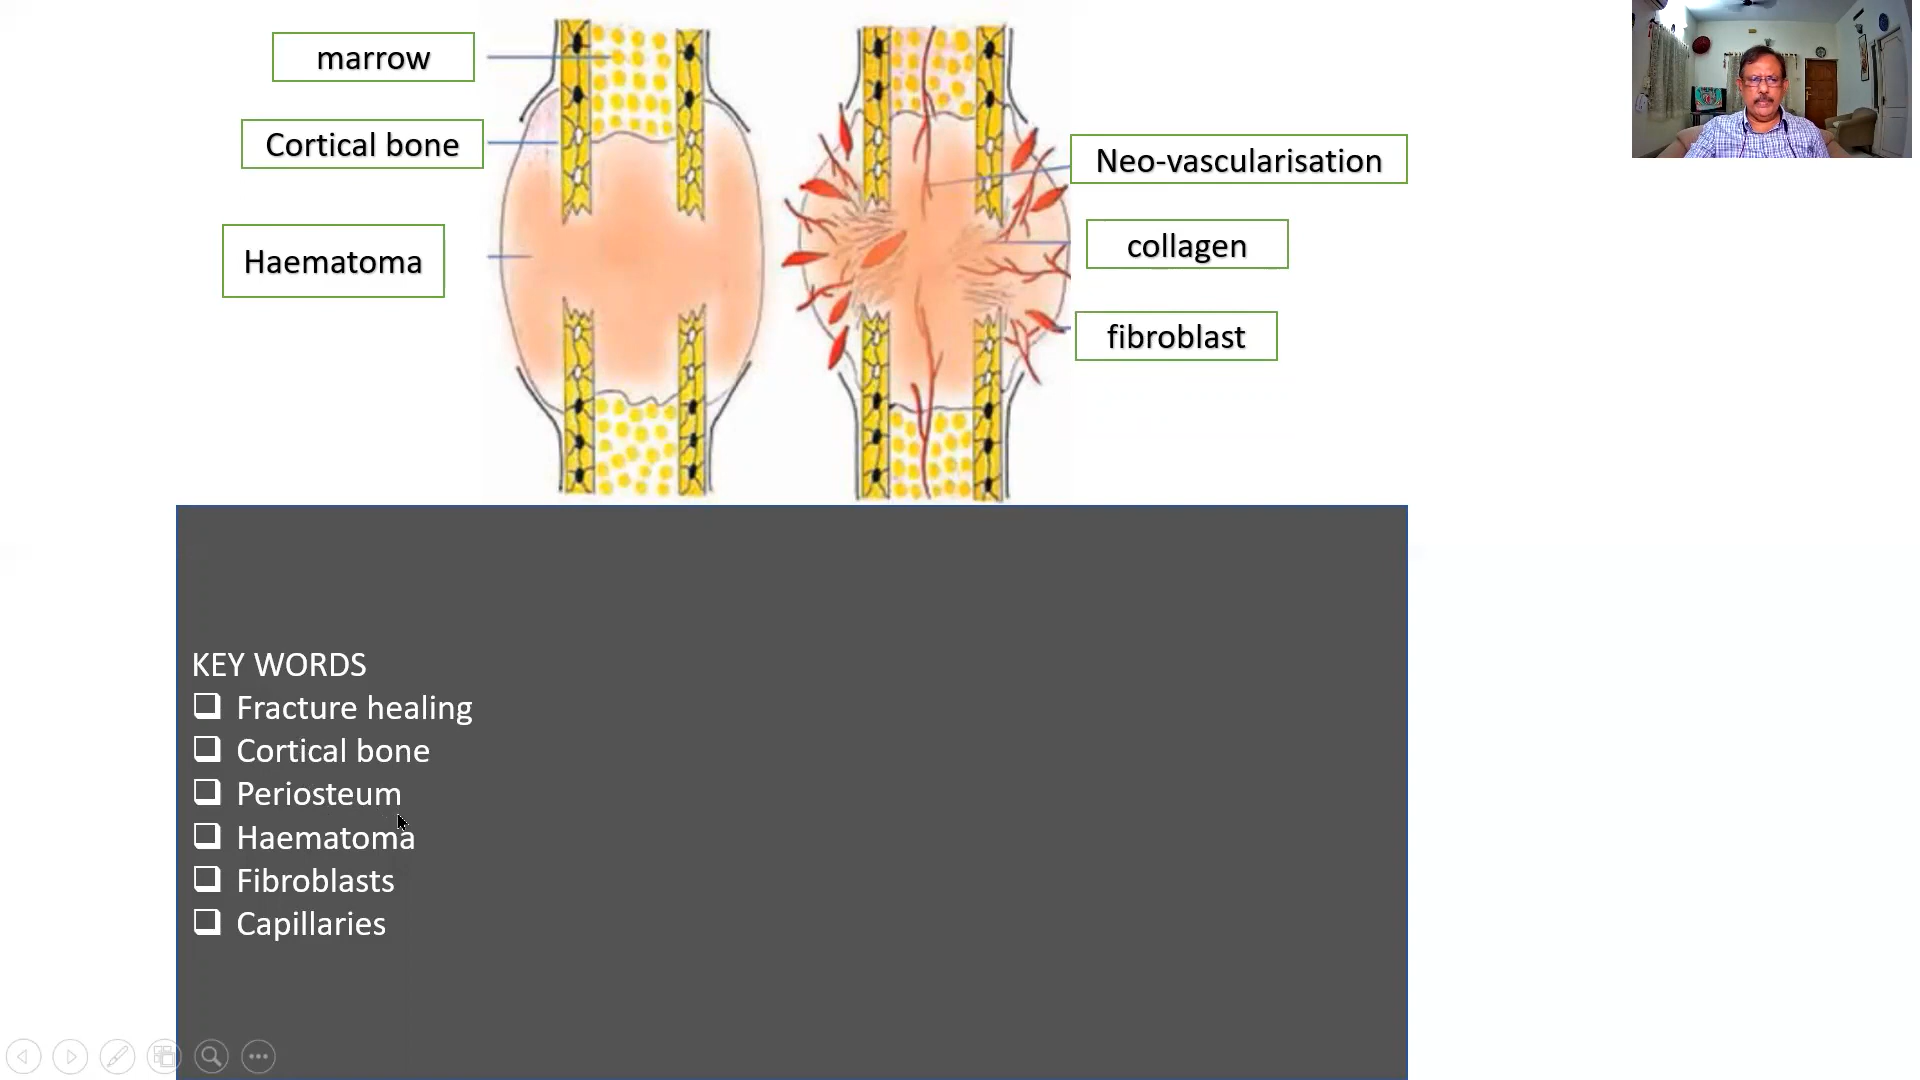 marrow
Cortical bone
Haematoma
Neo-vascularisation
collagen
fibroblast
KEY WORDS
Fracture healing
Cortical bone
Periosteum
Haematoma
Fibroblasts
Capillaries